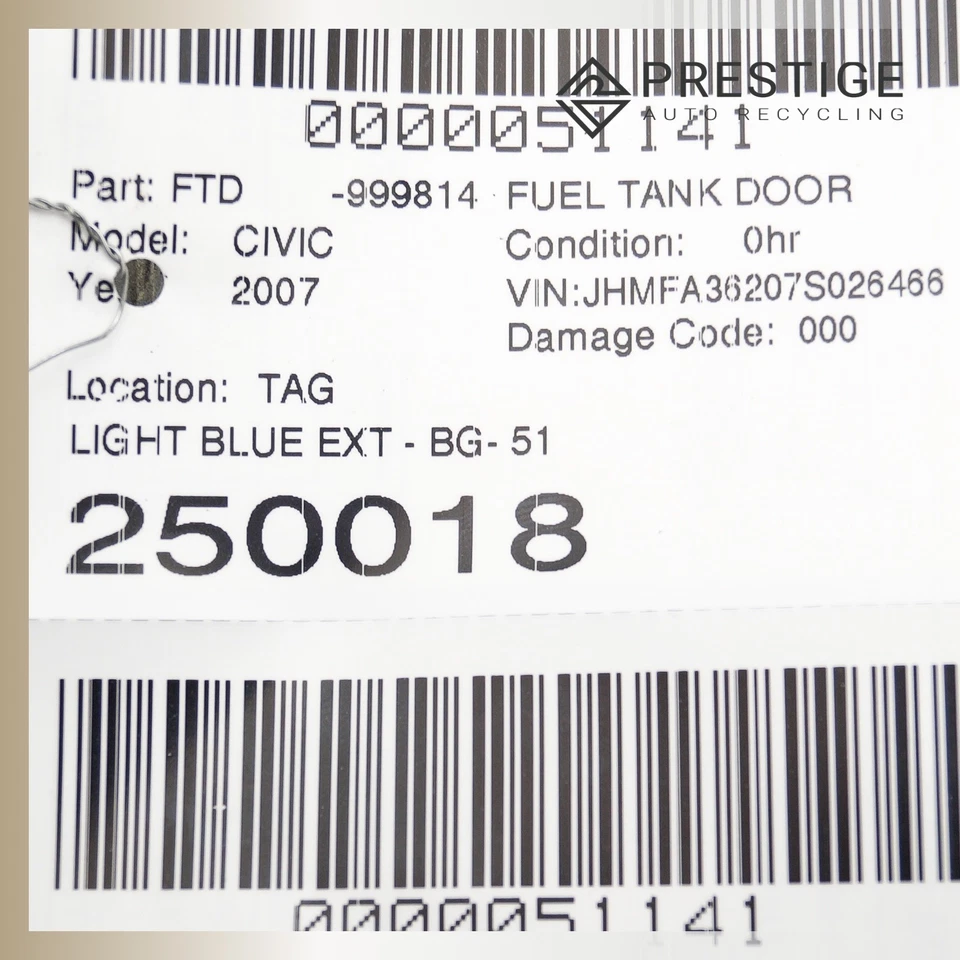 PRESTIGE
AUTO RECYCLING
0000051141
Part: FTD -999814 FUEL TANK DOOR
Model: CIVIC Condition: 0hr
Ye 2007 VIN:JHMFA36207S026466
Damage Code: 000
Location: TAG
LIGHT BLUE EXT - BG- 51
250018
0000051141